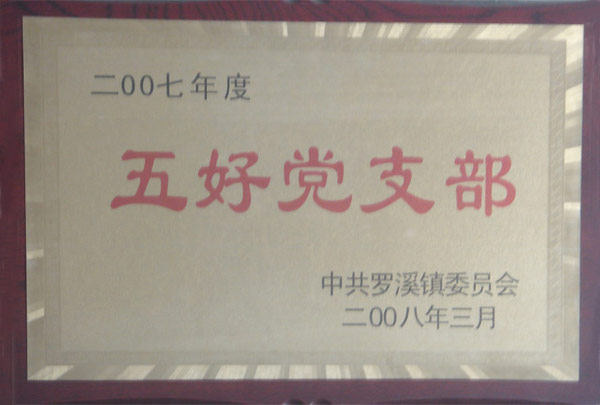 二00七年度
五好党支部
中共罗溪镇委员会
二00八年三月